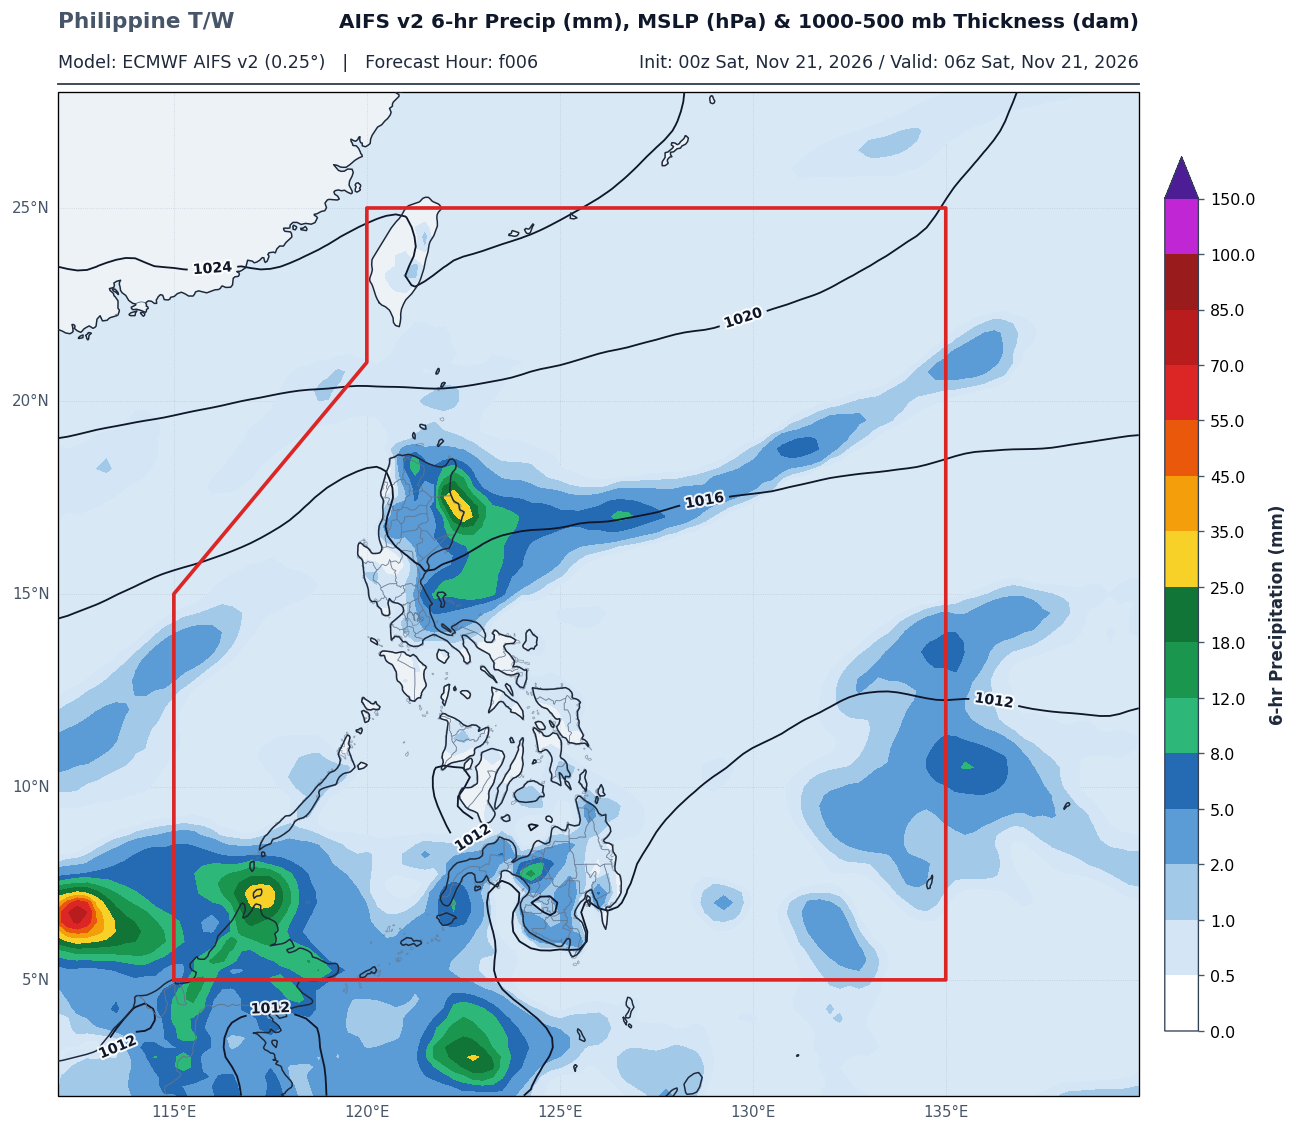 Philippine T/W
AIFS v2 6-hr Precip (mm), MSLP (hPa) & 1000-500 mb Thickness (dam)
Model: ECMWF AIFS v2 (0.25°) | Forecast Hour: f006
Init: 00z Sat, Nov 21, 2026 / Valid: 06z Sat, Nov 21, 2026
25°N
20°N
15°N
10°N
5°N
115°E
120°E
125°E
130°E
135°E
1024
1020
1016
1012
1012
1012
1012
150.0
100.0
85.0
70.0
55.0
45.0
35.0
25.0
18.0
12.0
8.0
5.0
2.0
1.0
0.5
0.0
6-hr Precipitation (mm)